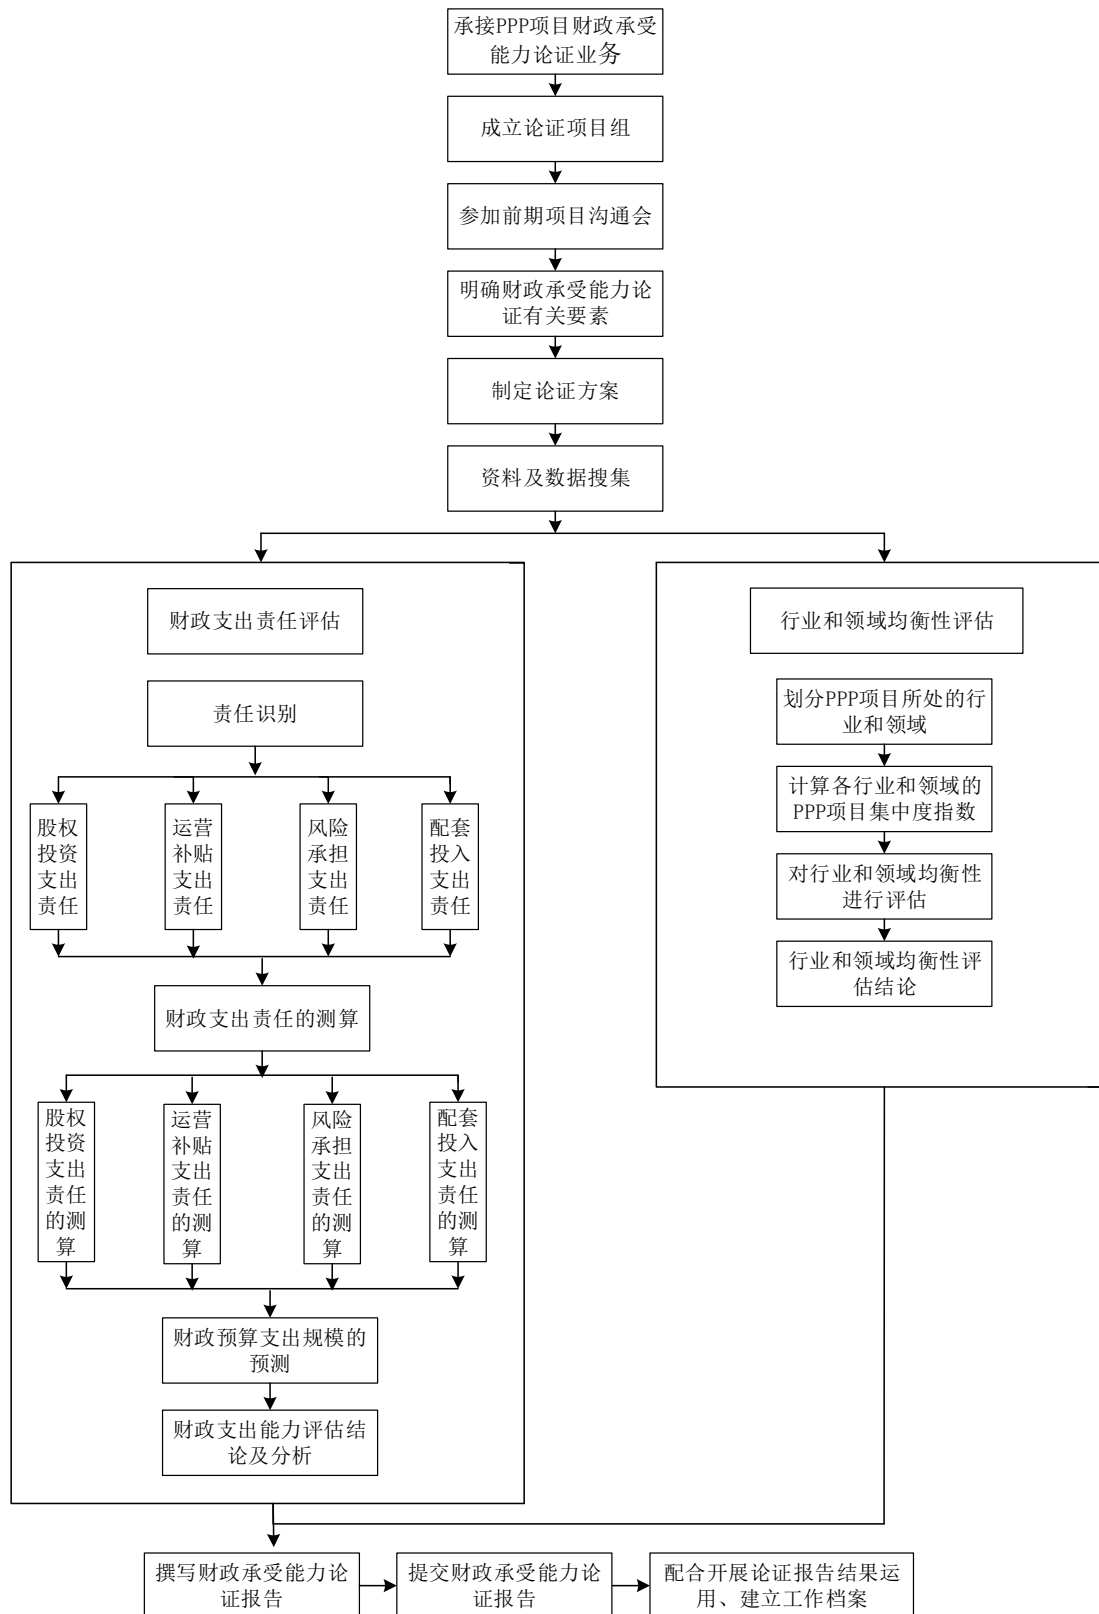 承接PPP项目财政承受
能力论证业务
成立论证项目组
参加前期项目沟通会
明确财政承受能力论
证有关要素
制定论证方案
资料及数据搜集
财政支出责任评估
责任识别
股权
投资
支出
责任
运营
补贴
支出
责任
风险
承担
支出
责任
配套
投入
支出
责任
财政支出责任的测算
股权
投资
支出
责任
的测
算
运营
补贴
支出
责任
的测
算
风险
承担
支出
责任
的测
算
配套
投入
支出
责任
的测
算
财政预算支出规模的
预测
财政支出能力评估结
论及分析
行业和领域均衡性评估
划分PPP项目所处的行
业和领域
计算各行业和领域的
PPP项目集中度指数
对行业和领域均衡性
进行评估
行业和领域均衡性评
估结论
撰写财政承受能力论
证报告
提交财政承受能力论
证报告
配合开展论证报告结果运
用、建立工作档案